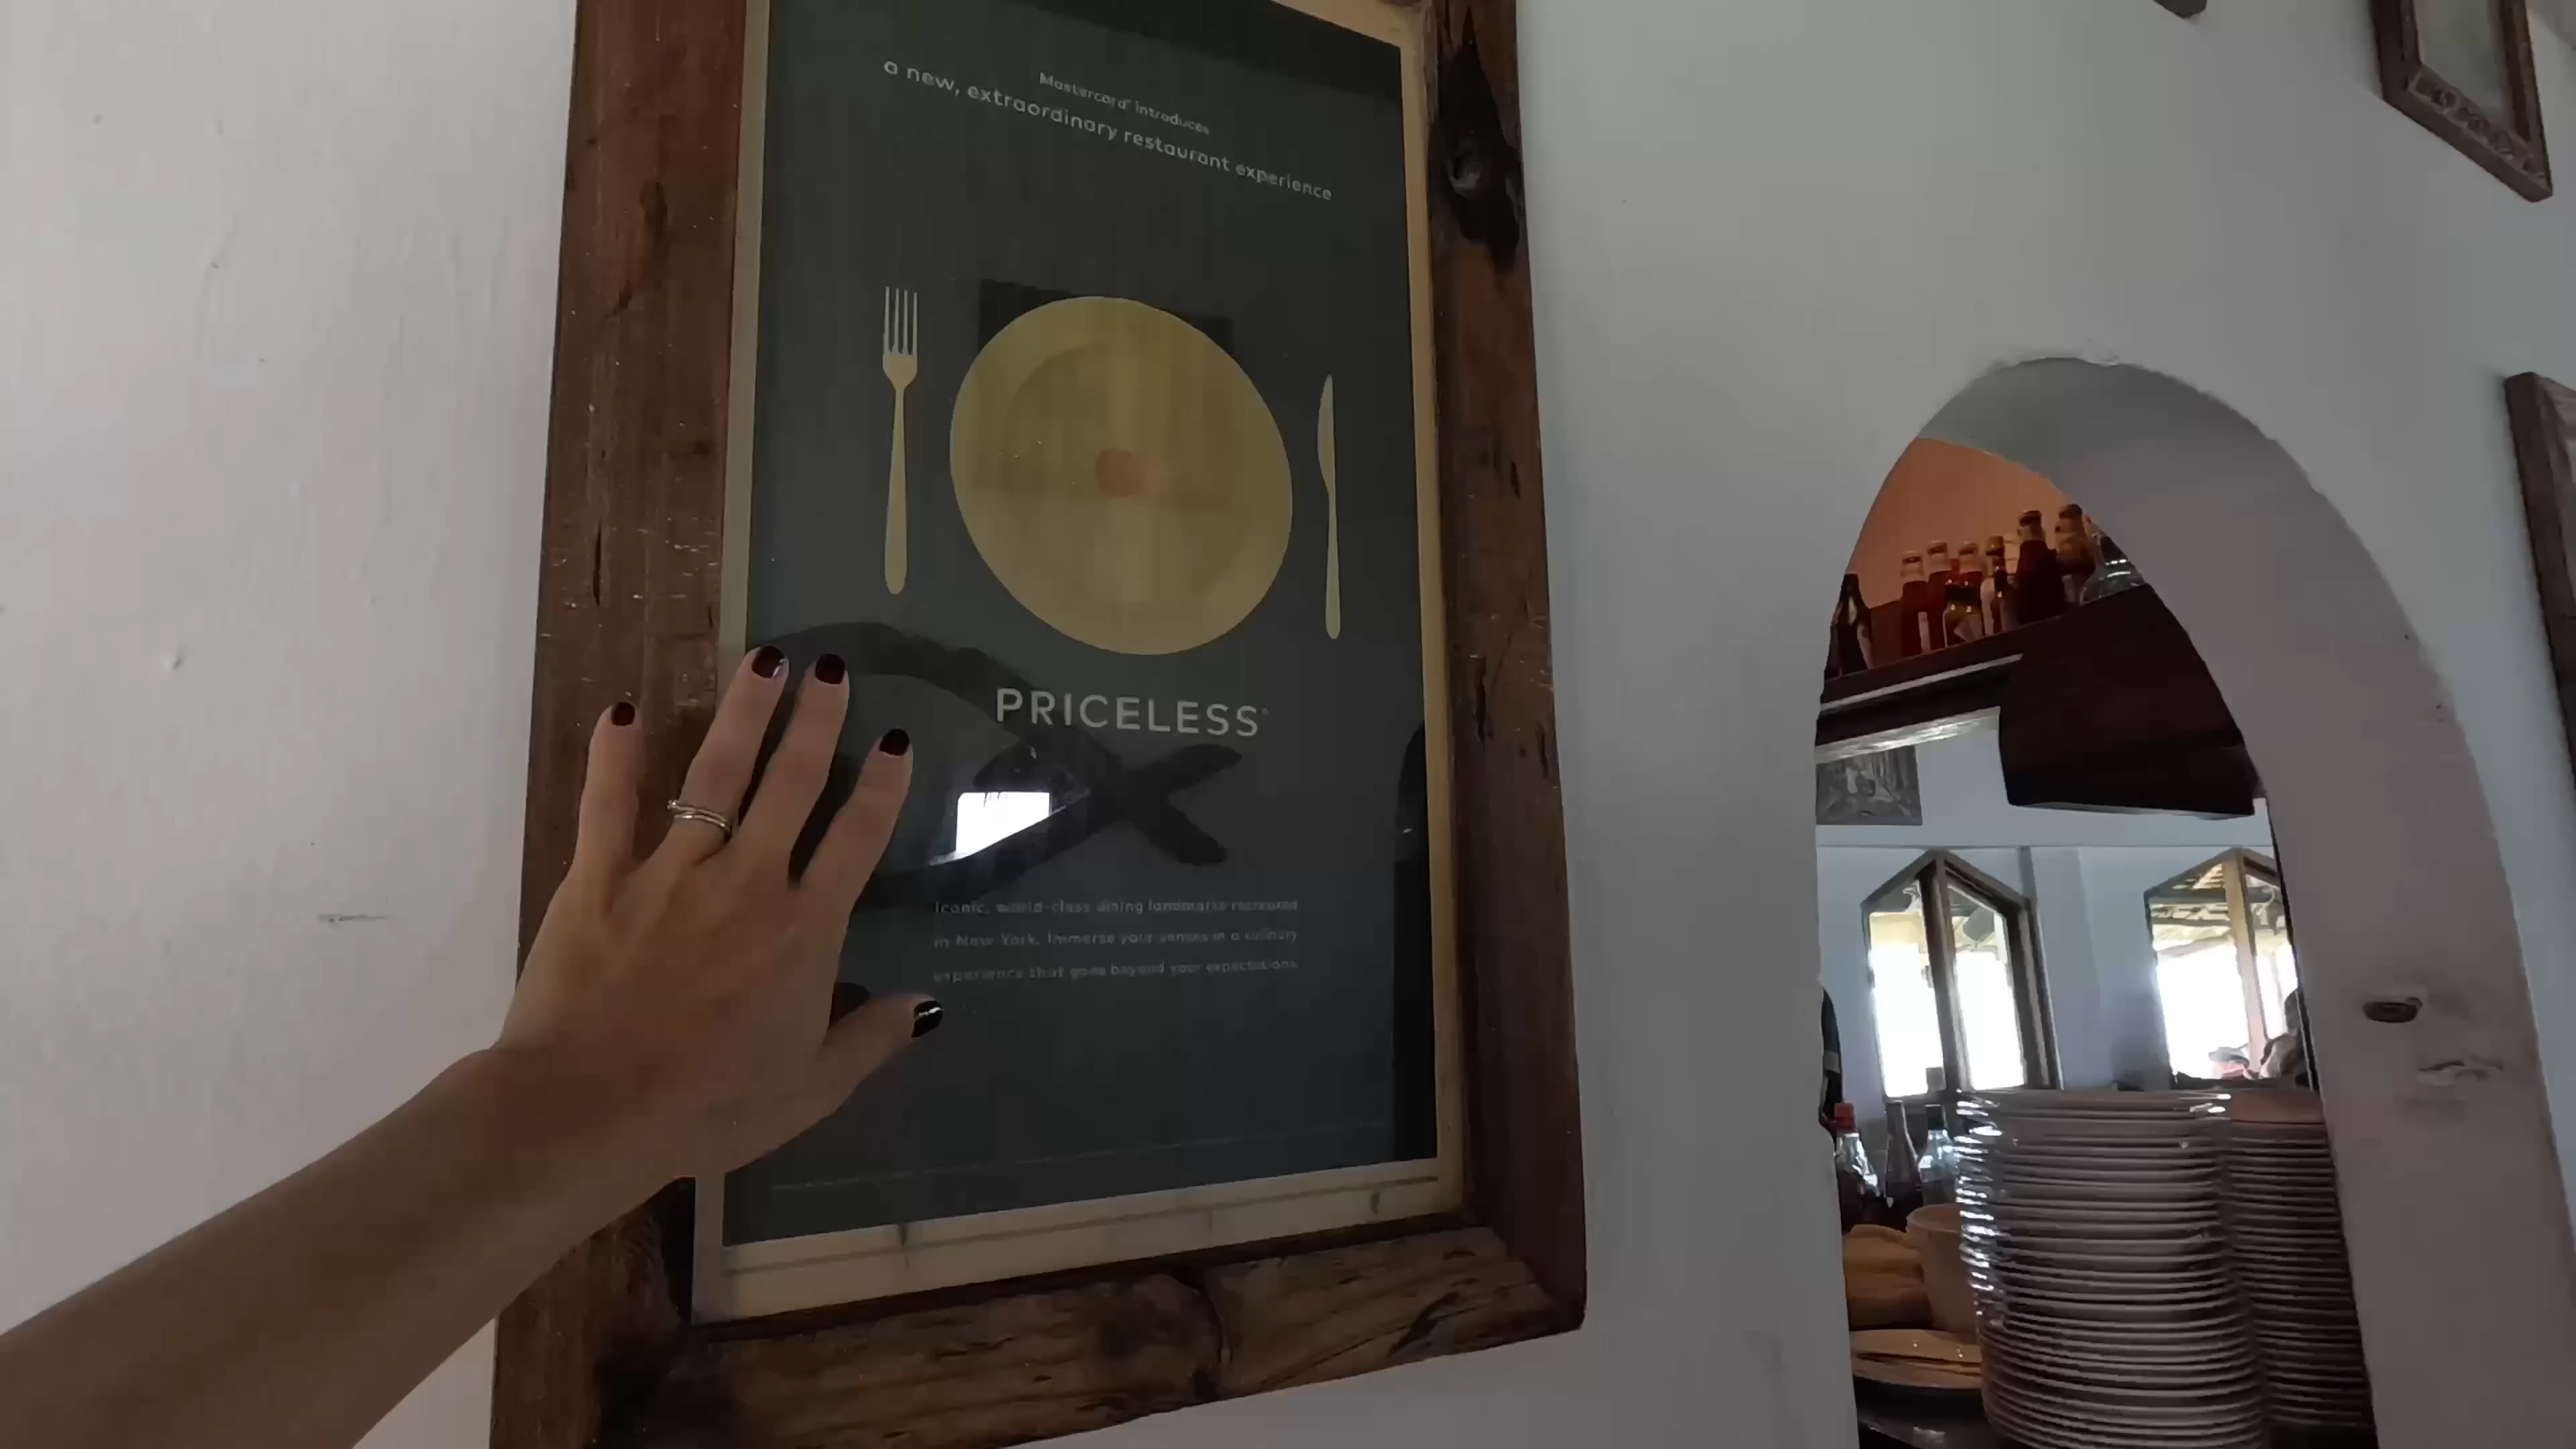 Mastercard® introduces
a new, extraordinary restaurant experience
PRICELESS®
Iconic, world-class dining landmarks recreated
in New York. Immerse your senses in a culinary
experience that goes beyond your expectations.